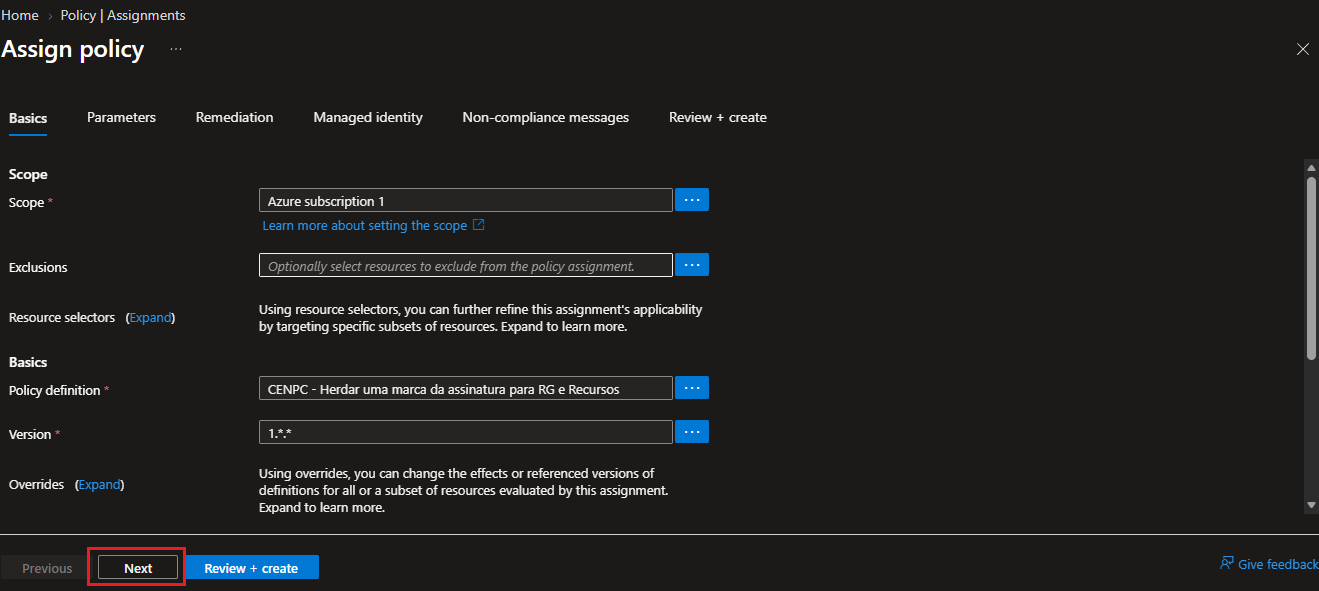 Home > Policy | Assignments
Assign policy ...
Basics Parameters Remediation Managed identity Non-compliance messages Review + create
Scope
Scope * Azure subscription 1 ...
Learn more about setting the scope
Exclusions Optionally select resources to exclude from the policy assignment. ...
Resource selectors (Expand) Using resource selectors, you can further refine this assignment's applicability
by targeting specific subsets of resources. Expand to learn more.
Basics
Policy definition * CENPC - Herdar uma marca da assinatura para RG e Recursos ...
Version * 1.*.* ...
Overrides (Expand) Using overrides, you can change the effects or referenced versions of
definitions for all or a subset of resources evaluated by this assignment.
Expand to learn more.
Previous Next Review + create Give feedback